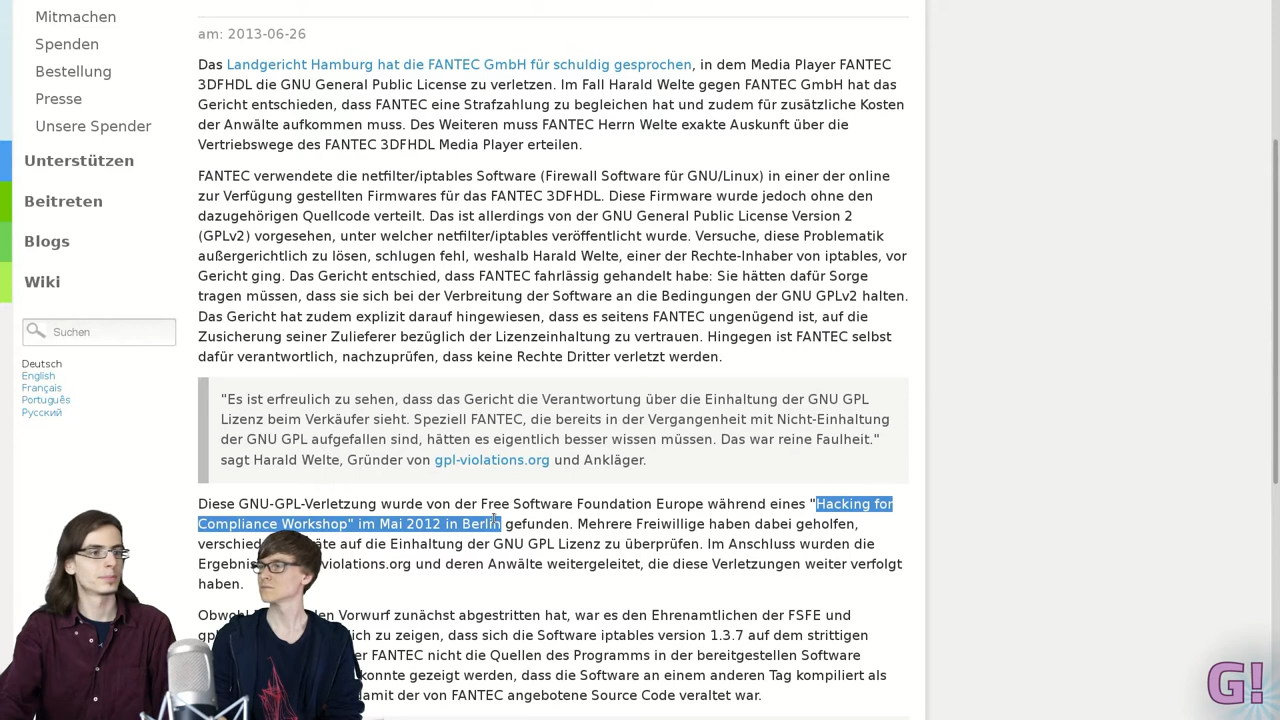 Mitmachen
Spenden
Bestellung
Presse
Unsere Spender
Unterstützen
Beitreten
Blogs
Wiki
Suchen
Deutsch
English
Français
Português
Русский
am: 2013-06-26
Das Landgericht Hamburg hat die FANTEC GmbH für schuldig gesprochen, in dem Media Player FANTEC
3DFHDL die GNU General Public License zu verletzen. Im Fall Harald Welte gegen FANTEC GmbH hat das
Gericht entschieden, dass FANTEC eine Strafzahlung zu begleichen hat und zudem für zusätzliche Kosten
der Anwälte aufkommen muss. Des Weiteren muss FANTEC Herrn Welte exakte Auskunft über die
Vertriebswege des FANTEC 3DFHDL Media Player erteilen.
FANTEC verwendete die netfilter/iptables Software (Firewall Software für GNU/Linux) in einer der online
zur Verfügung gestellten Firmwares für das FANTEC 3DFHDL. Diese Firmware wurde jedoch ohne den
dazugehörigen Quellcode verteilt. Das ist allerdings von der GNU General Public License Version 2
(GPLv2) vorgesehen, unter welcher netfilter/iptables veröffentlicht wurde. Versuche, diese Problematik
außergerichtlich zu lösen, schlugen fehl, weshalb Harald Welte, einer der Rechte-Inhaber von iptables, vor
Gericht ging. Das Gericht entschied, dass FANTEC fahrlässig gehandelt habe: Sie hätten dafür Sorge
tragen müssen, dass sie sich bei der Verbreitung der Software an die Bedingungen der GNU GPLv2 halten.
Das Gericht hat zudem explizit darauf hingewiesen, dass es seitens FANTEC ungenügend ist, auf die
Zusicherung seiner Zulieferer bezüglich der Lizenzeinhaltung zu vertrauen. Hingegen ist FANTEC selbst
dafür verantwortlich, nachzuprüfen, dass keine Rechte Dritter verletzt werden.
"Es ist erfreulich zu sehen, dass das Gericht die Verantwortung über die Einhaltung der GNU GPL
Lizenz beim Verkäufer sieht. Speziell FANTEC, die bereits in der Vergangenheit mit Nicht-Einhaltung
der GNU GPL aufgefallen sind, hätten es eigentlich besser wissen müssen. Das war reine Faulheit."
sagt Harald Welte, Gründer von gpl-violations.org und Ankläger.
Diese GNU-GPL-Verletzung wurde von der Free Software Foundation Europe während eines "Hacking for
Compliance Workshop" im Mai 2012 in Berlin gefunden. Mehrere Freiwillige haben dabei geholfen,
auf die Einhaltung der GNU GPL Lizenz zu überprüfen. Im Anschluss wurden die
violations.org und deren Anwälte weitergeleitet, die diese Verletzungen weiter verfolgt
haben.
Vorwurf zunächst abgestritten hat, war es den Ehrenamtlichen der FSFE und
zu zeigen, dass sich die Software iptables version 1.3.7 auf dem strittigen
FANTEC nicht die Quellen des Programms in der bereitgestellten Software
konnte gezeigt werden, dass die Software an einem anderen Tag kompiliert als
der von FANTEC angebotene Source Code veraltet war.
G!